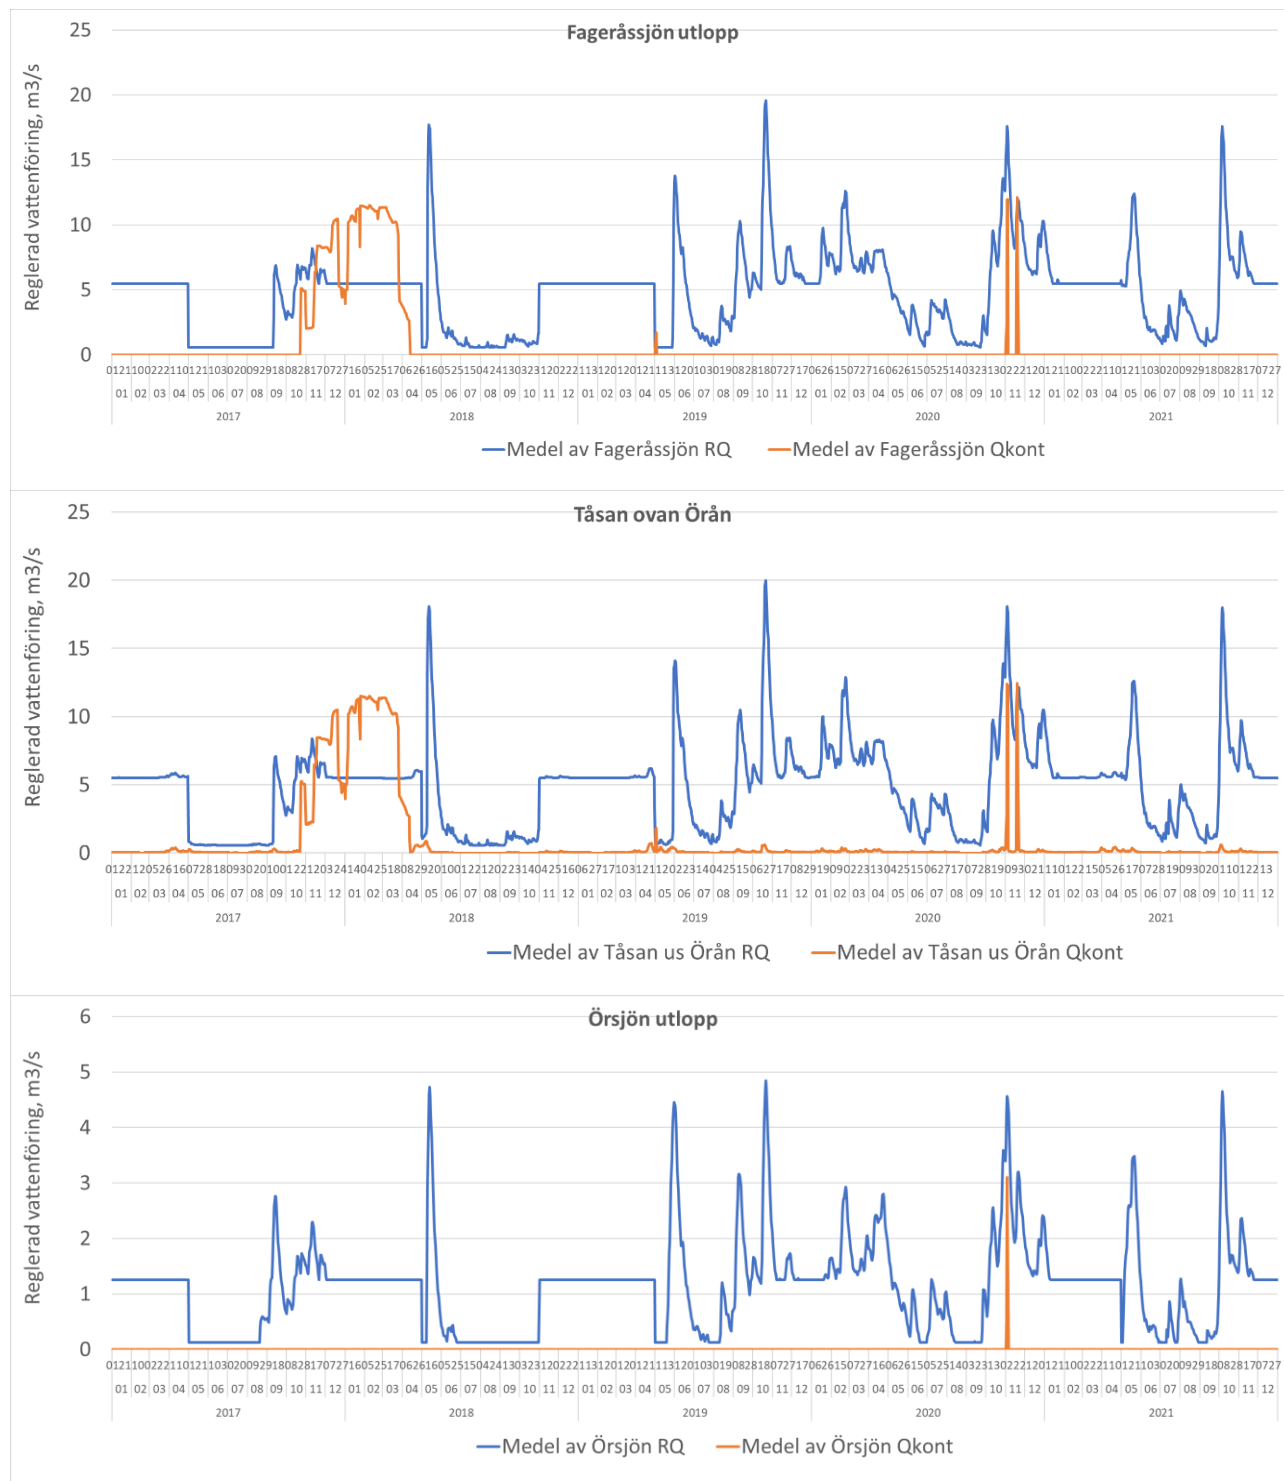 Fageråssjön utlopp
Reglerad vattenföring, m3/s
25
20
15
10
5
0
01 02 03 04 05 06 07 08 09 10 11 12 01 02 03 04 05 06 07 08 09 10 11 12 01 02 03 04 05 06 07 08 09 10 11 12 01 02 03 04 05 06 07 08 09 10 11 12 01 02 03 04 05 06 07 08 09 10 11 12
2017 2018 2019 2020 2021
Medel av Fageråssjön RQ Medel av Fageråssjön Qkont
Tåsan ovan Örån
Reglerad vattenföring, m3/s
25
20
15
10
5
0
01 02 03 04 05 06 07 08 09 10 11 12 01 02 03 04 05 06 07 08 09 10 11 12 01 02 03 04 05 06 07 08 09 10 11 12 01 02 03 04 05 06 07 08 09 10 11 12 01 02 03 04 05 06 07 08 09 10 11 12
2017 2018 2019 2020 2021
Medel av Tåsan us Örån RQ Medel av Tåsan us Örån Qkont
Örsjön utlopp
Reglerad vattenföring, m3/s
6
5
4
3
2
1
0
01 02 03 04 05 06 07 08 09 10 11 12 01 02 03 04 05 06 07 08 09 10 11 12 01 02 03 04 05 06 07 08 09 10 11 12 01 02 03 04 05 06 07 08 09 10 11 12 01 02 03 04 05 06 07 08 09 10 11 12
2017 2018 2019 2020 2021
Medel av Örsjön RQ Medel av Örsjön Qkont